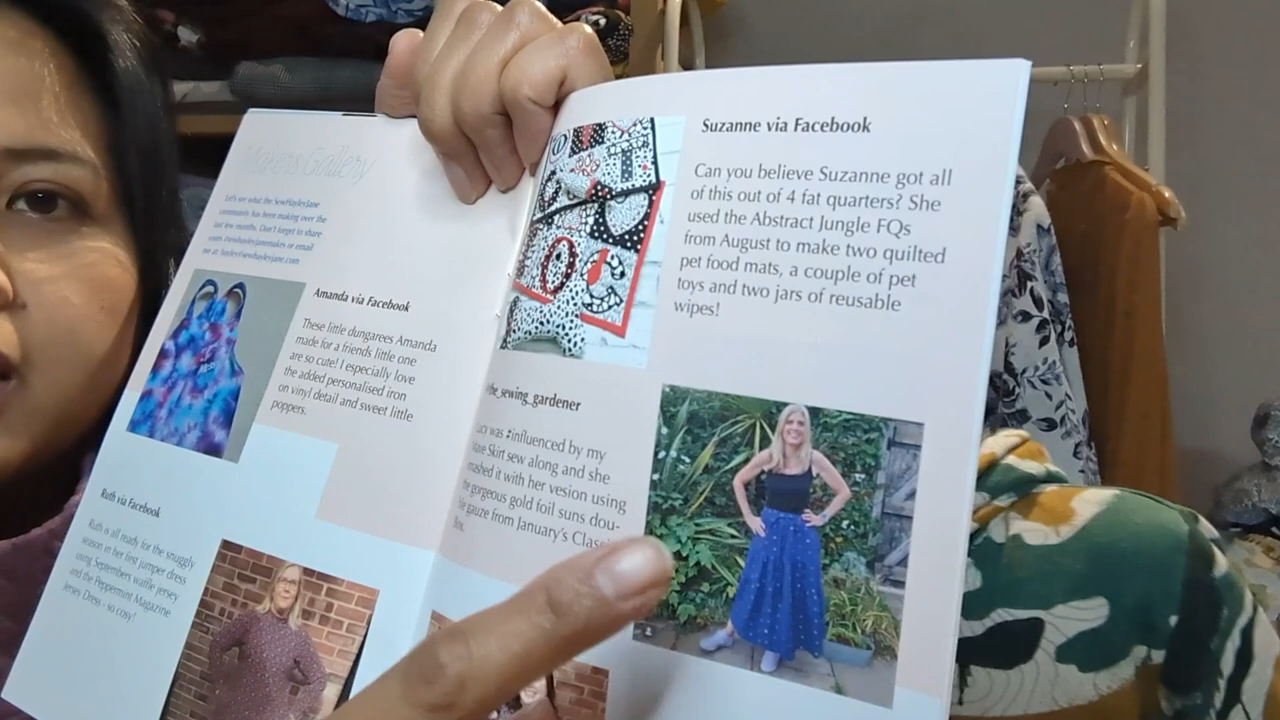 Makers Gallery
Let's see what the SewHayleyJane
community has been making over the
last few months. Don't forget to share
yours #sewhayleyjanemakes or email
me at hayley@sewhayleyjane.com
Amanda via Facebook
These little dungarees Amanda
made for a friends little one
are so cute! I especially love
the added personalised iron
on vinyl detail and sweet little
poppers.
Ruth via Facebook
Ruth is all ready for the snuggly
season in her first jumper dress
using Septembers waffle jersey
and the Peppermint Magazine
Jersey Dress - so cosy!
Suzanne via Facebook
Can you believe Suzanne got all
of this out of 4 fat quarters? She
used the Abstract Jungle FQs
from August to make two quilted
pet food mats, a couple of pet
toys and two jars of reusable
wipes!
the_sewing_gardener
Lucy was #influenced by my
Skirt sew along and she
smashed it with her vesion using
gorgeous gold foil suns dou-
ble gauze from January's Classic
Box.